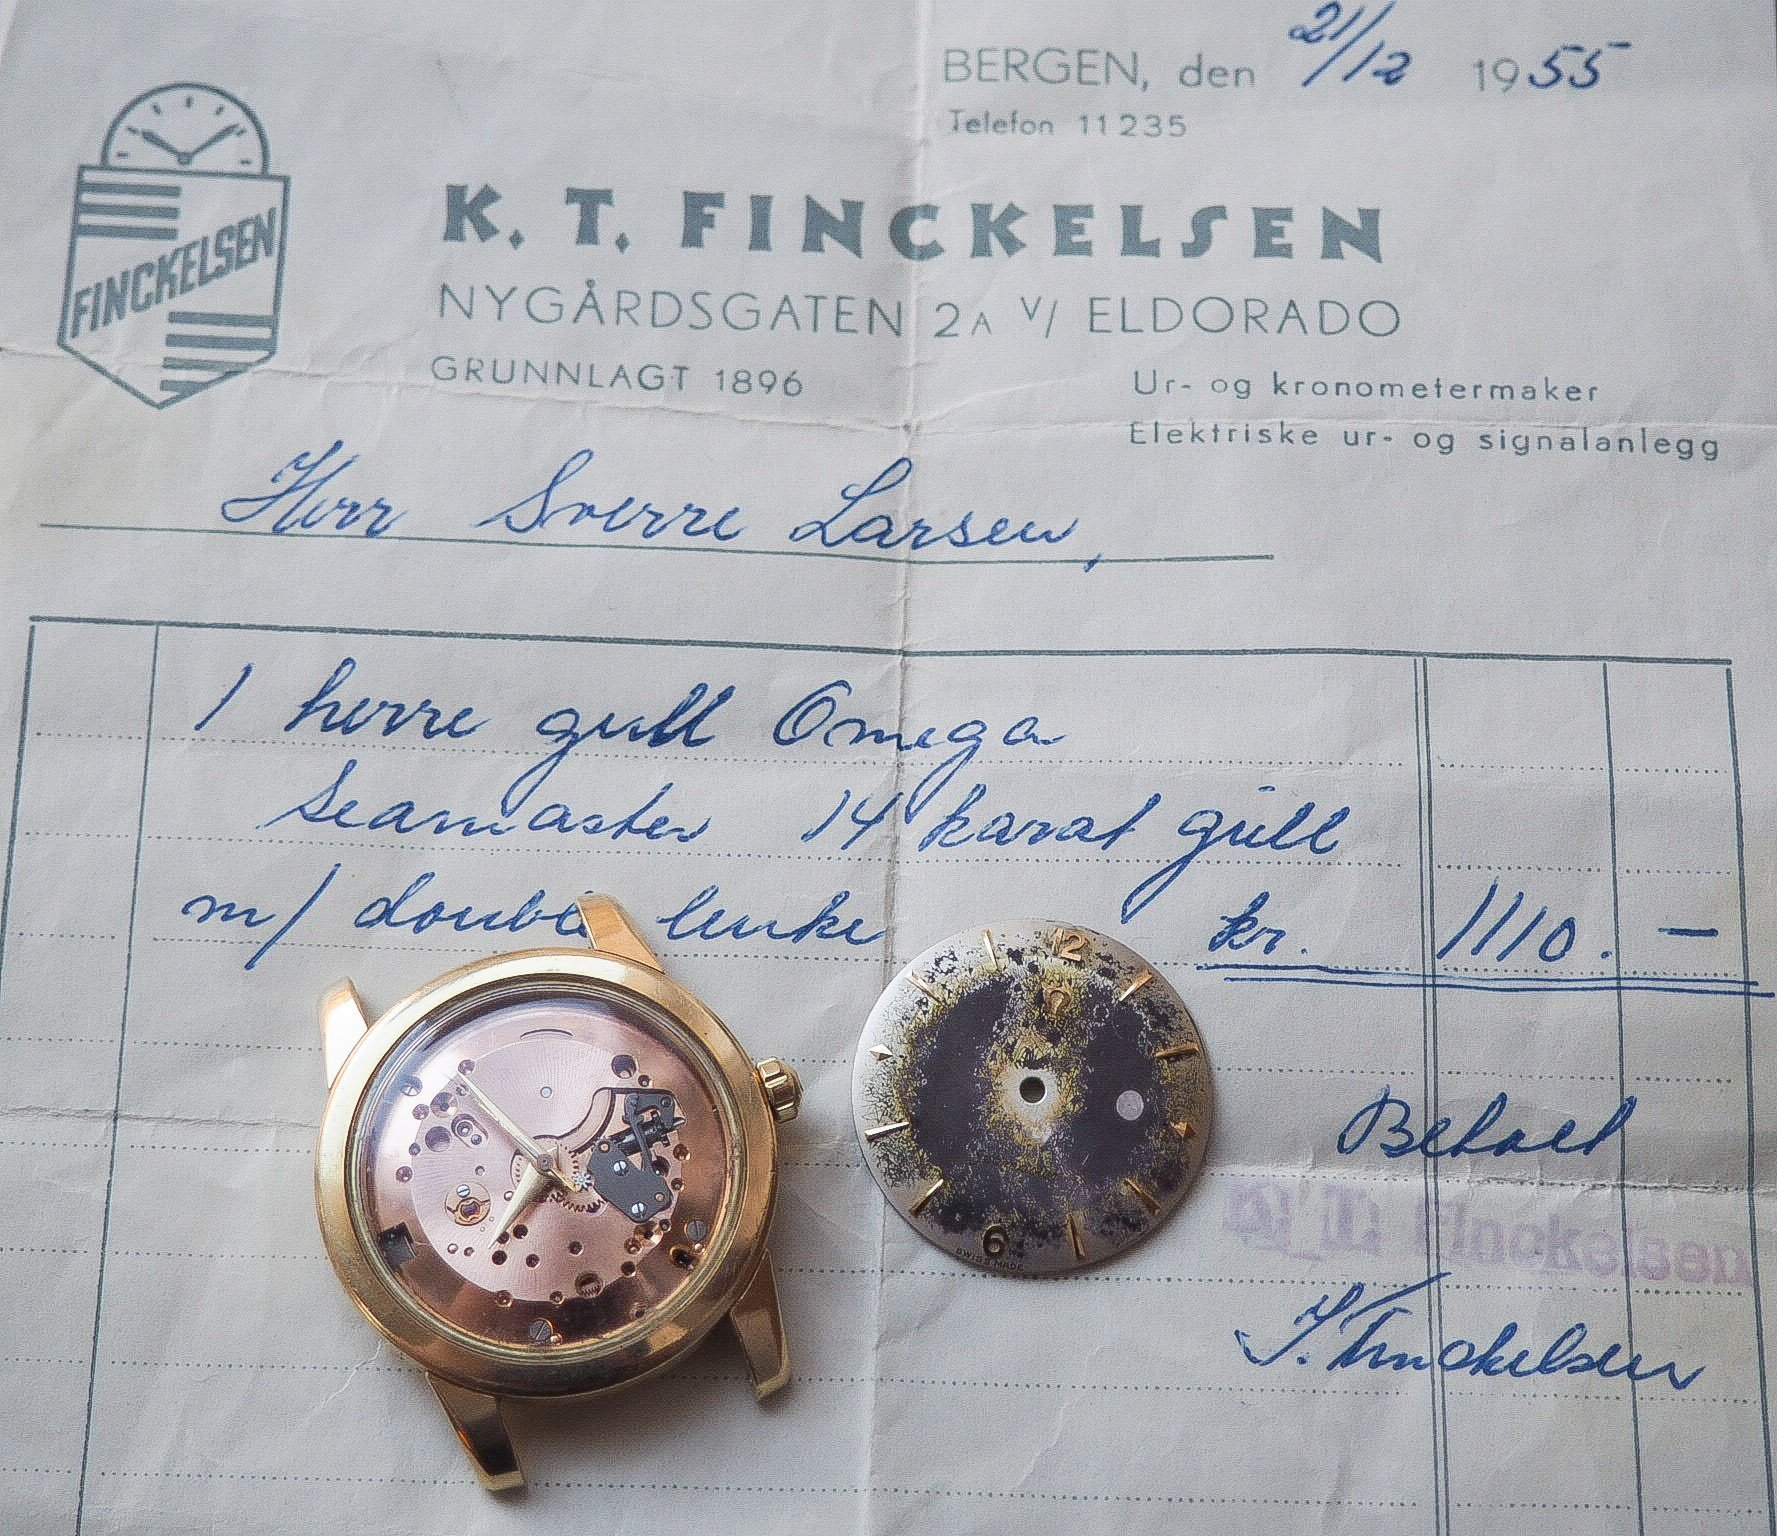 BERGEN, den 21/12 1955
Telefon 11235
FINCKELSEN
K. T. FINCKELSEN
NYGÅRDSGATEN 2A V/ ELDORADO
GRUNNLAGT 1896
Ur- og kronometermaker
Elektriske ur- og signalanlegg
Herr Sverre Larsen,
1 herre gull Omega
Seamaster 14 karat gull
m/ double lenke kr. 1110.—
12
6
SWISS MADE
Betalt
K. T. Finckelsen
Finckelsen